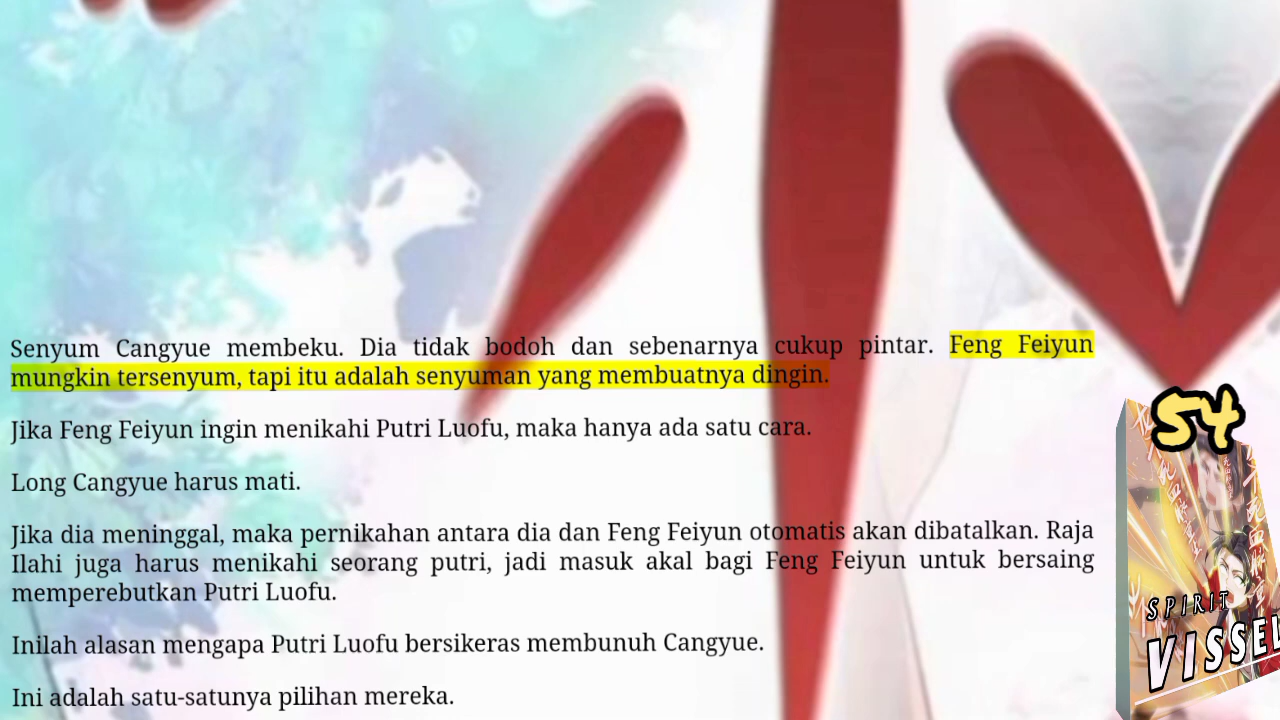 Senyum Cangyue membeku. Dia tidak bodoh dan sebenarnya cukup pintar. Feng Feiyun
mungkin tersenyum, tapi itu adalah senyuman yang membuatnya dingin.
Jika Feng Feiyun ingin menikahi Putri Luofu, maka hanya ada satu cara.
Long Cangyue harus mati.
Jika dia meninggal, maka pernikahan antara dia dan Feng Feiyun otomatis akan dibatalkan. Raja
Ilahi juga harus menikahi seorang putri, jadi masuk akal bagi Feng Feiyun untuk bersaing
memperebutkan Putri Luofu.
Inilah alasan mengapa Putri Luofu bersikeras membunuh Cangyue.
Ini adalah satu-satunya pilihan mereka.
54
SPIRIT
VISSEL